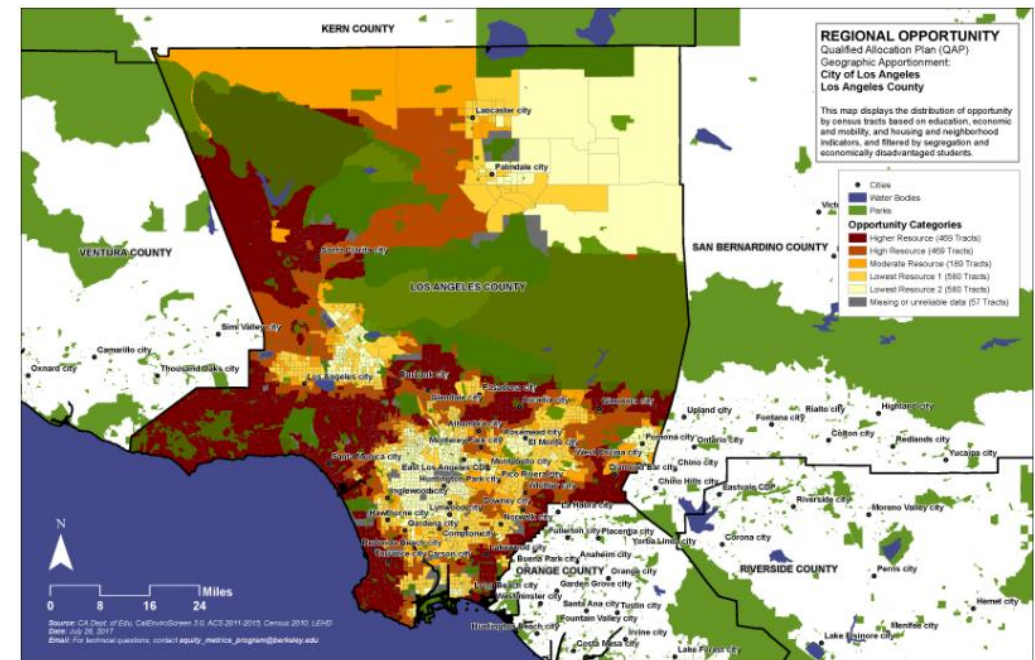 KERN COUNTY
REGIONAL OPPORTUNITY
Qualified Allocation Plan (QAP)
Geographic Apportionment:
City of Los Angeles
Los Angeles County
This map displays the distribution of opportunity
by census tracts based on education, economic
and mobility, and housing and neighborhood
indicators, and filtered by segregation and
economically disadvantaged students.
Cities
Water Bodies
Parks
Opportunity Categories
Higher Resource (469 Tracts)
High Resource (469 Tracts)
Moderate Resource (189 Tracts)
Lowest Resource 1 (580 Tracts)
Lowest Resource 2 (580 Tracts)
Missing or unreliable data (57 Tracts)
Lancaster city
Palmdale city
VENTURA COUNTY
Santa Clarita city
SAN BERNARDINO COUNTY
LOS ANGELES COUNTY
Simi Valley city
Camarillo city
Oxnard city
Thousand Oaks city
Los Angeles city
Burbank city
Glendale city
Pasadena city
Arcadia city
Glendora city
Upland city
Fontana city
Rialto city
Highland city
Alhambra city
Rosemead city
Monterey Park city
El Monte city
Pomona city
Ontario city
Colton city
Redlands city
Yucaipa city
Santa Monica city
East Los Angeles CDP
Montebello city
West Covina city
Diamond Bar city
Chino city
Huntington Park city
Pico Rivera city
Whittier city
Chino Hills city
Eastvale CDP
Inglewood city
Downey city
La Habra city
Riverside city
Moreno Valley city
Hawthorne city
Lynwood city
Norwalk city
Gardena city
Compton city
Fullerton city
Placentia city
Yorba Linda city
Corona city
Redondo Beach city
Torrance city
Carson city
Lakewood city
Buena Park city
Anaheim city
ORANGE COUNTY
Orange city
RIVERSIDE COUNTY
Perris city
Long Beach city
Garden Grove city
Westminster city
Santa Ana city
Tustin city
Hemet city
Fountain Valley city
Huntington Beach city
Irvine city
Menifee city
Costa Mesa city
Lake Forest city
Lake Elsinore city
N
Miles
0 8 16 24
Source: CA Dept. of Edu, CalEnviroScreen 3.0, ACS 2011-2015, Census 2010, LEHD
Date: July 26, 2017
Email: For technical questions, contact equity_metrics_program@berkeley.edu